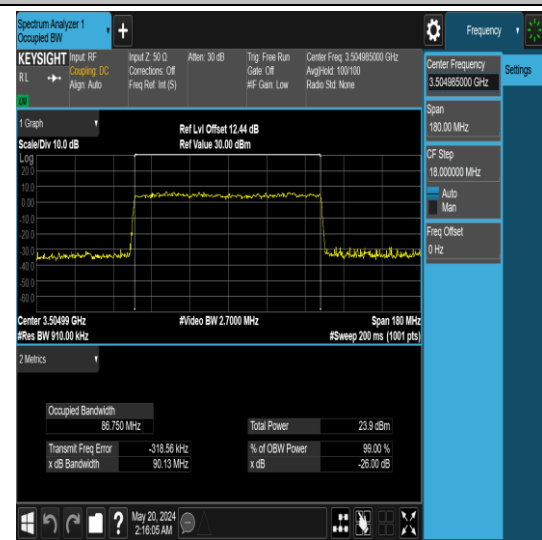 Spectrum Analyzer 1
Occupied BW
+
Frequency
KEYSIGHT
Input: RF
Input Z: 50 Ω
Atten: 30 dB
Trig: Free Run
Center Freq: 3.504985000 GHz
R L
Coupling: DC
Corrections: Off
Gate: Off
Avg|Hold: 100/100
Align: Auto
Freq Ref: Int (S)
#IF Gain: Low
Radio Std: None
Center Frequency
3.504985000 GHz
Settings
Span
180.00 MHz
CF Step
18.000000 MHz
Auto
Man
Freq Offset
0 Hz
1 Graph
Ref Lvl Offset 12.44 dB
Scale/Div 10.0 dB
Ref Value 30.00 dBm
Log
20.0
10.0
0.00
-10.0
-20.0
-30.0
-40.0
-50.0
-60.0
Center 3.50499 GHz
#Video BW 2.7000 MHz
Span 180 MHz
#Res BW 910.00 kHz
#Sweep 200 ms (1001 pts)
2 Metrics
Occupied Bandwidth
86.750 MHz
Total Power
23.9 dBm
Transmit Freq Error
-318.56 kHz
% of OBW Power
99.00 %
x dB Bandwidth
90.13 MHz
x dB
-26.00 dB
?
May 20, 2024
2:16:05 AM